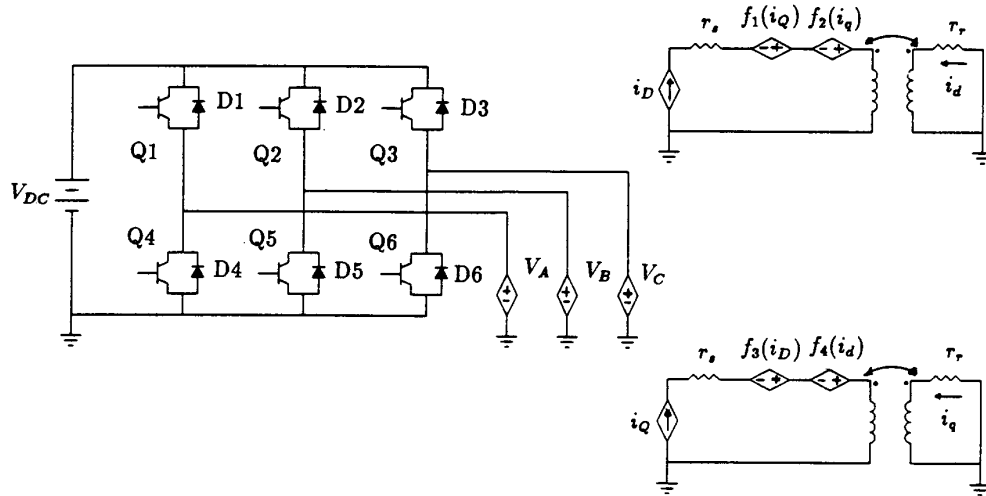 r_s f_1(i_Q) f_2(i_q) r_r
i_D i_d
D1 D2 D3
Q1 Q2 Q3
V_DC
Q4 Q5 Q6
D4 D5 D6
V_A V_B V_C
+ - + - + -
- + - +
r_s f_3(i_D) f_4(i_d) r_r
- + - +
i_Q i_q